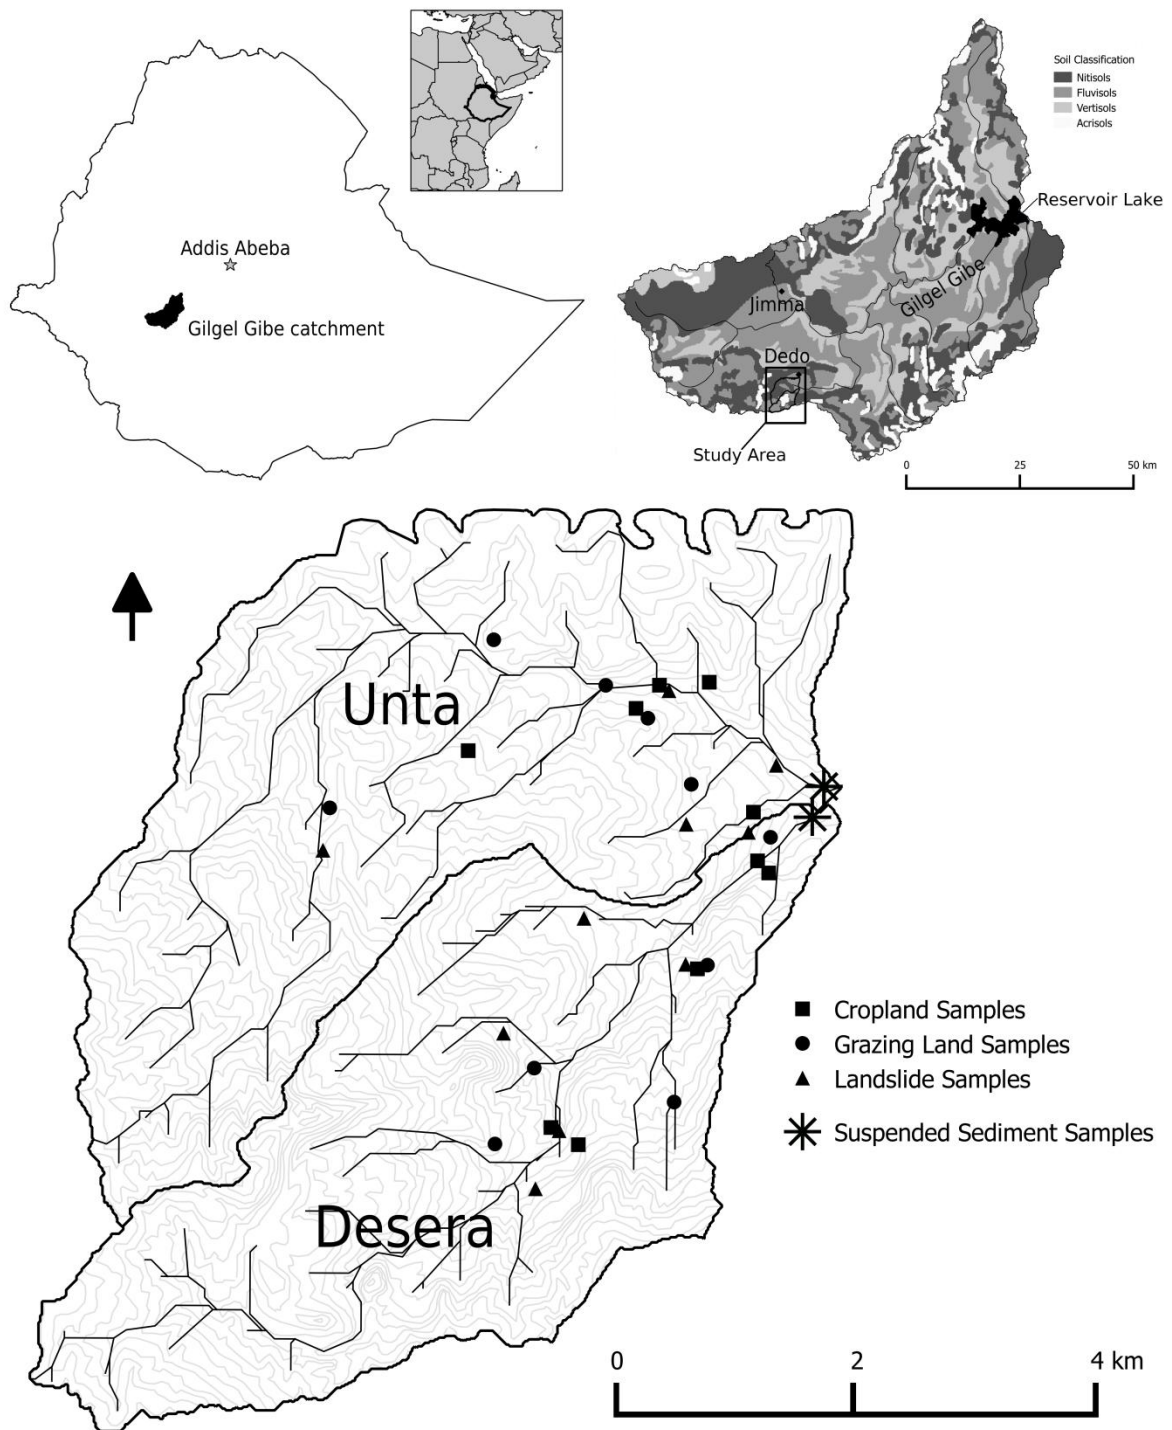 Addis Abeba
Gilgel Gibe catchment
Soil Classification
Nitisols
Fluvisols
Vertisols
Acrisols
Reservoir Lake
Gilgel Gibe
Jimma
Dedo
Study Area
0 25 50 km
Unta
Desera
Cropland Samples
Grazing Land Samples
Landslide Samples
Suspended Sediment Samples
0 2 4 km